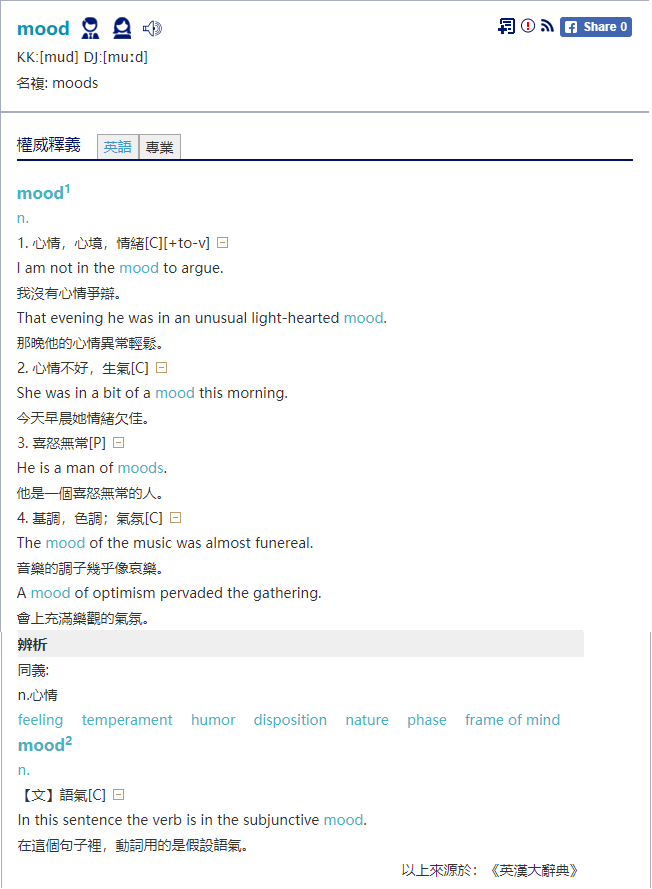 mood
Share 0
KK:[mud] DJ:[mu:d]
名複: moods
權威釋義 英語 專業
mood1
n.
1. 心情，心境，情緒[C][+to-v]
I am not in the mood to argue.
我沒有心情爭辯。
That evening he was in an unusual light-hearted mood.
那晚他的心情異常輕鬆。
2. 心情不好，生氣[C]
She was in a bit of a mood this morning.
今天早晨她情緒欠佳。
3. 喜怒無常[P]
He is a man of moods.
他是一個喜怒無常的人。
4. 基調，色調；氣氛[C]
The mood of the music was almost funereal.
音樂的調子幾乎像哀樂。
A mood of optimism pervaded the gathering.
會上充滿樂觀的氣氛。
辨析
同義:
n.心情
feeling temperament humor disposition nature phase frame of mind
mood2
n.
【文】語氣[C]
In this sentence the verb is in the subjunctive mood.
在這個句子裡，動詞用的是假設語氣。
以上來源於：《英漢大辭典》